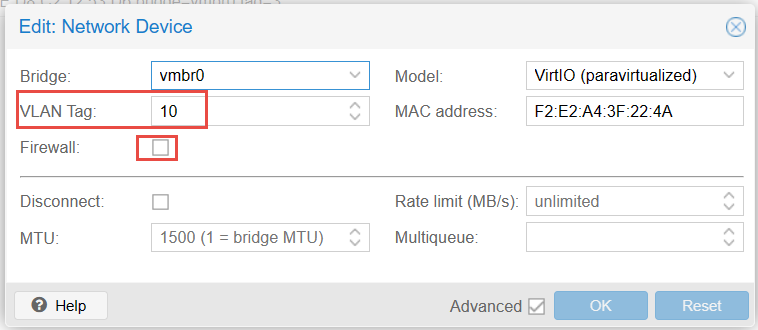 Edit: Network Device
Bridge: vmbr0 Model: VirtIO (paravirtualized)
VLAN Tag: 10 MAC address: F2:E2:A4:3F:22:4A
Firewall:
Disconnect: Rate limit (MB/s): unlimited
MTU: 1500 (1 = bridge MTU) Multiqueue:
Help Advanced OK Reset